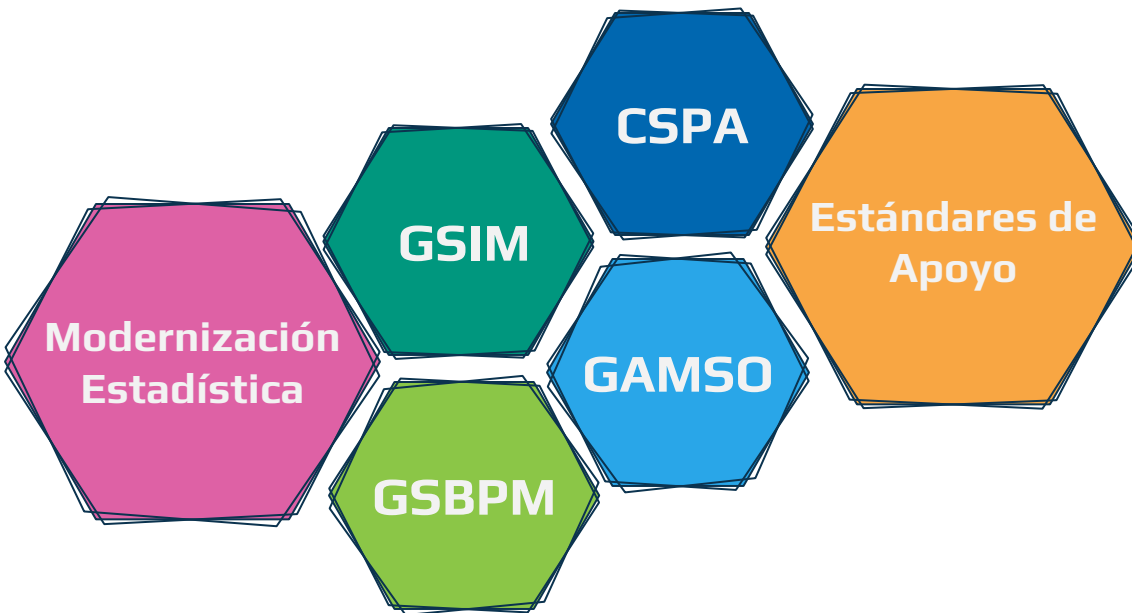 Modernización
Estadística
GSIM
GSBPM
CSPA
GAMSO
Estándares de
Apoyo